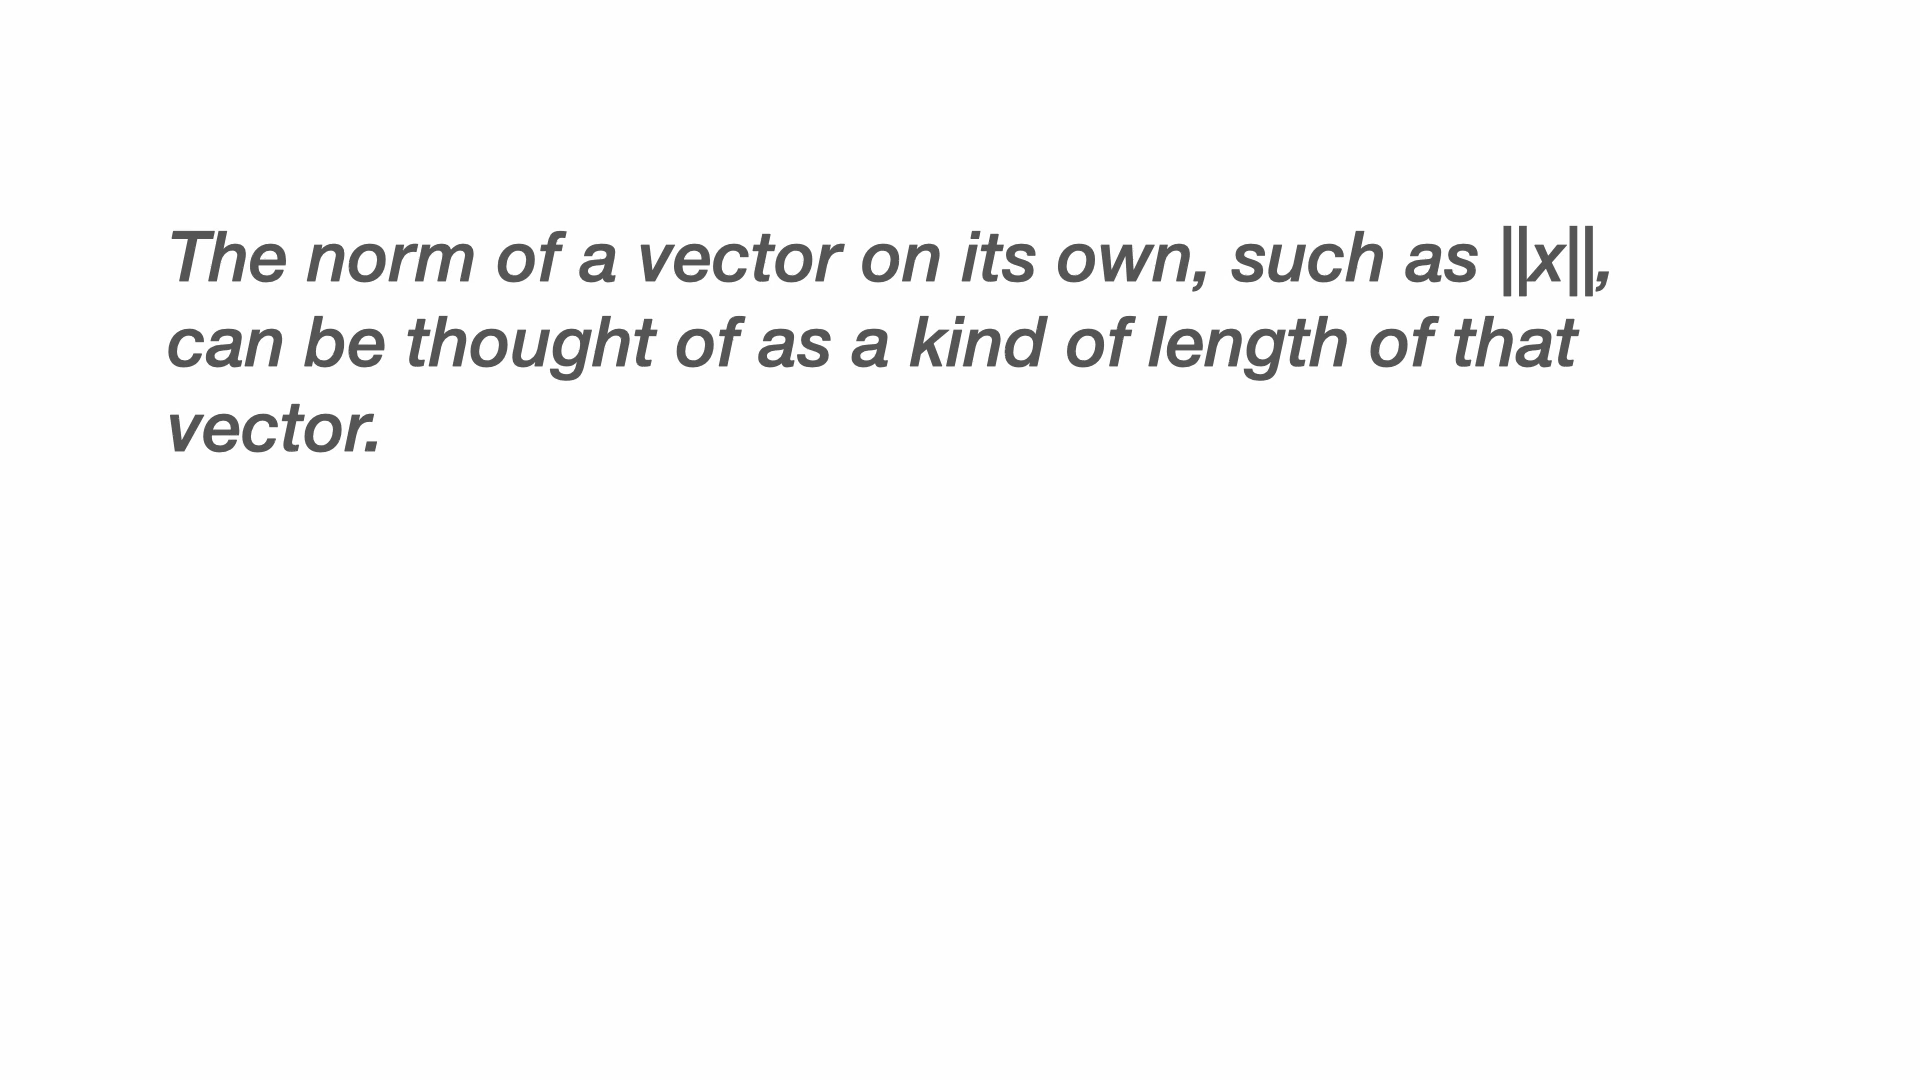 The norm of a vector on its own, such as ||x||,
can be thought of as a kind of length of that
vector.